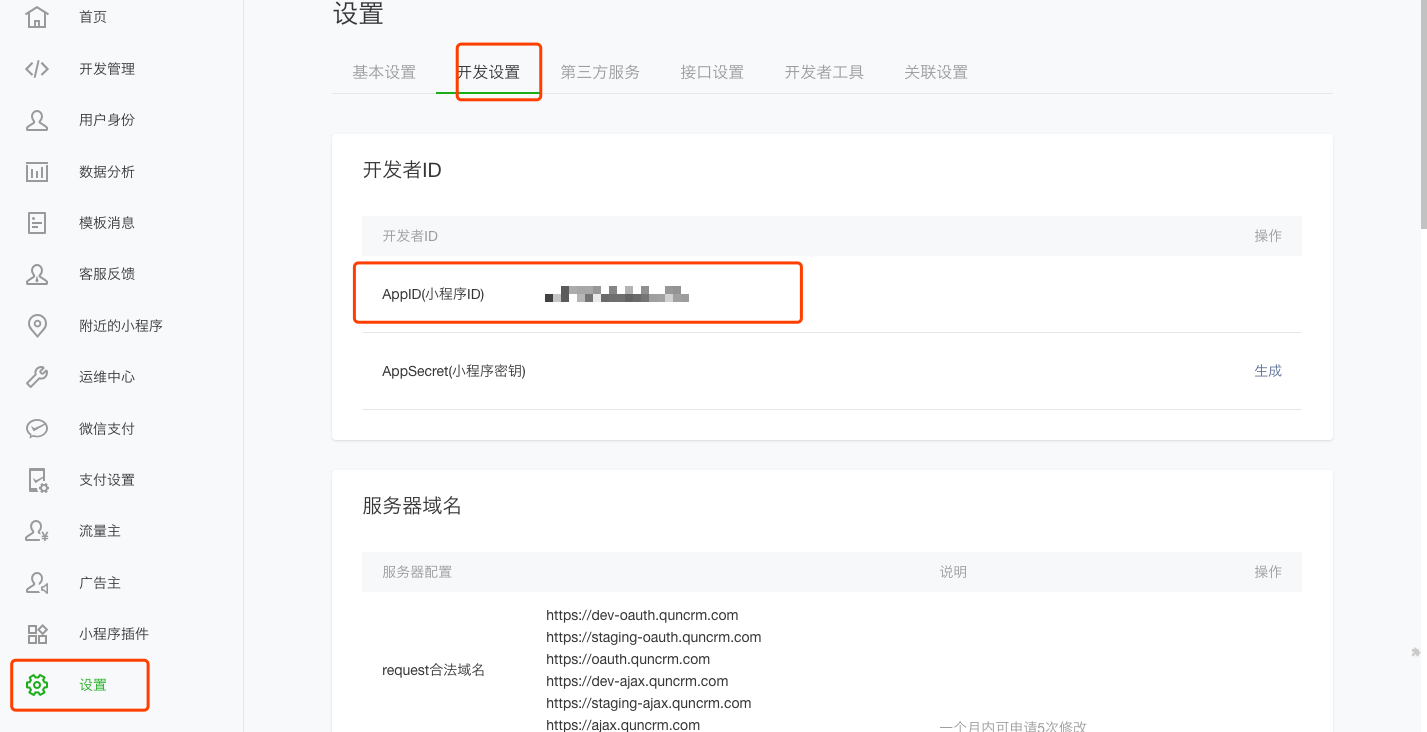 首页
开发管理
用户身份
数据分析
模板消息
客服反馈
附近的小程序
运维中心
微信支付
支付设置
流量主
广告主
小程序插件
设置
设置
基本设置 开发设置 第三方服务 接口设置 开发者工具 关联设置
开发者ID
开发者ID 操作
AppID(小程序ID)
AppSecret(小程序密钥) 生成
服务器域名
服务器配置 说明 操作
request合法域名
https://dev-oauth.quncrm.com
https://staging-oauth.quncrm.com
https://oauth.quncrm.com
https://dev-ajax.quncrm.com
https://staging-ajax.quncrm.com
https://ajax.quncrm.com
一个月内可申请5次修改